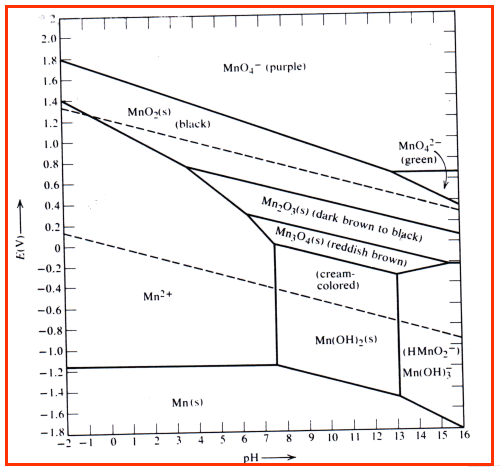 2
2.0
1.8
1.6
1.4
1.2
1.0
0.8
0.6
0.4
0.2
0
−0.2
−0.4
−0.6
−0.8
−1.0
−1.2
−1.4
−1.6
−1.8
E(V)
MnO₄⁻ (purple)
MnO₂(s)
(black)
MnO₄²⁻
(green)
Mn₂O₃(s) (dark brown to black)
Mn₃O₄(s) (reddish brown)
(cream-
colored)
Mn²⁺
Mn(OH)₂(s)
(HMnO₂⁻)
Mn(OH)₃⁻
Mn(s)
−2 −1 0 1 2 3 4 5 6 7 8 9 10 11 12 13 14 15 16
pH